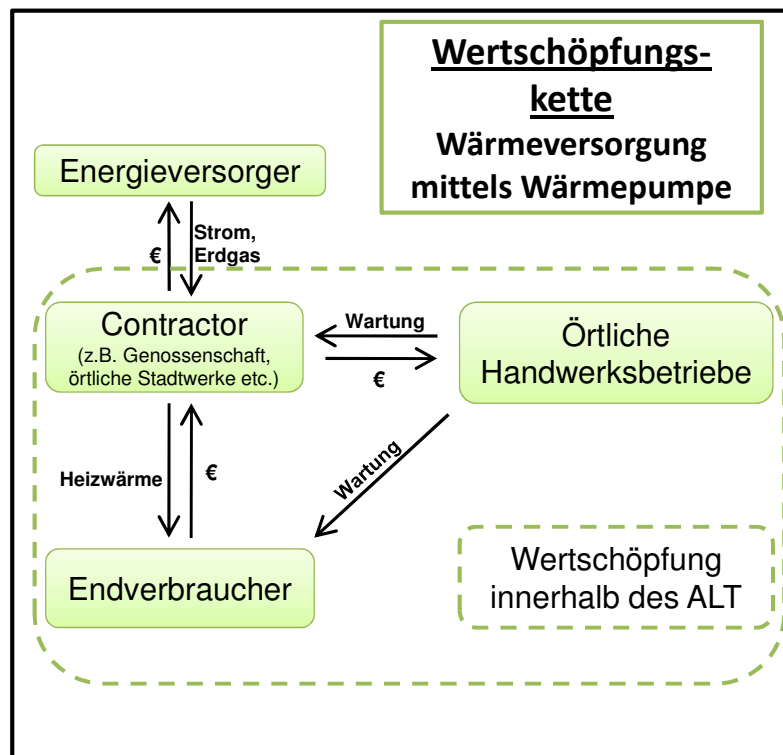 Wertschöpfungs-
kette
Wärmeversorgung
mittels Wärmepumpe
Energieversorger
€
Strom,
Erdgas
Contractor
(z.B. Genossenschaft,
örtliche Stadtwerke etc.)
Wartung
€
Örtliche
Handwerksbetriebe
Heizwärme
€
Wartung
Endverbraucher
Wertschöpfung
innerhalb des ALT